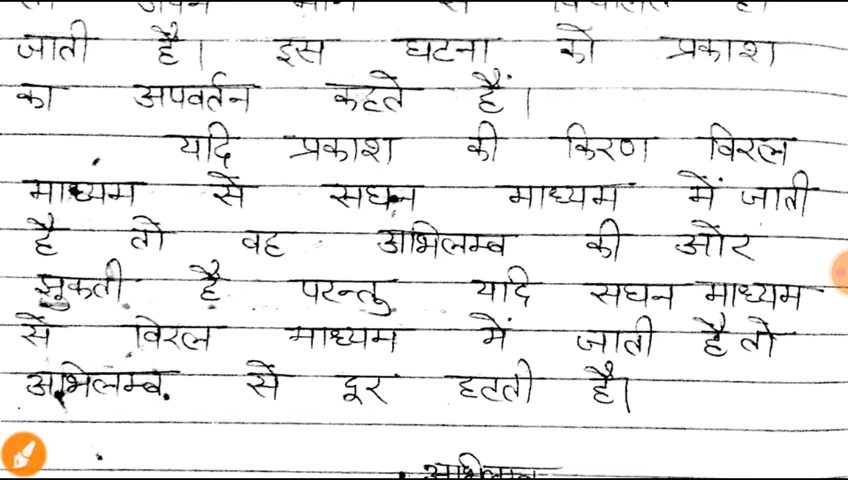 जाती है। इस घटना को प्रकाश
का अपवर्तन कहते हैं।
यदि प्रकाश की किरण विरल
माध्यम से सघन माध्यम में जाती
है तो वह अभिलम्ब की ओर
झुकती है परन्तु यदि सघन माध्यम
से विरल माध्यम में जाती है तो
अभिलम्ब से दूर हटती है।